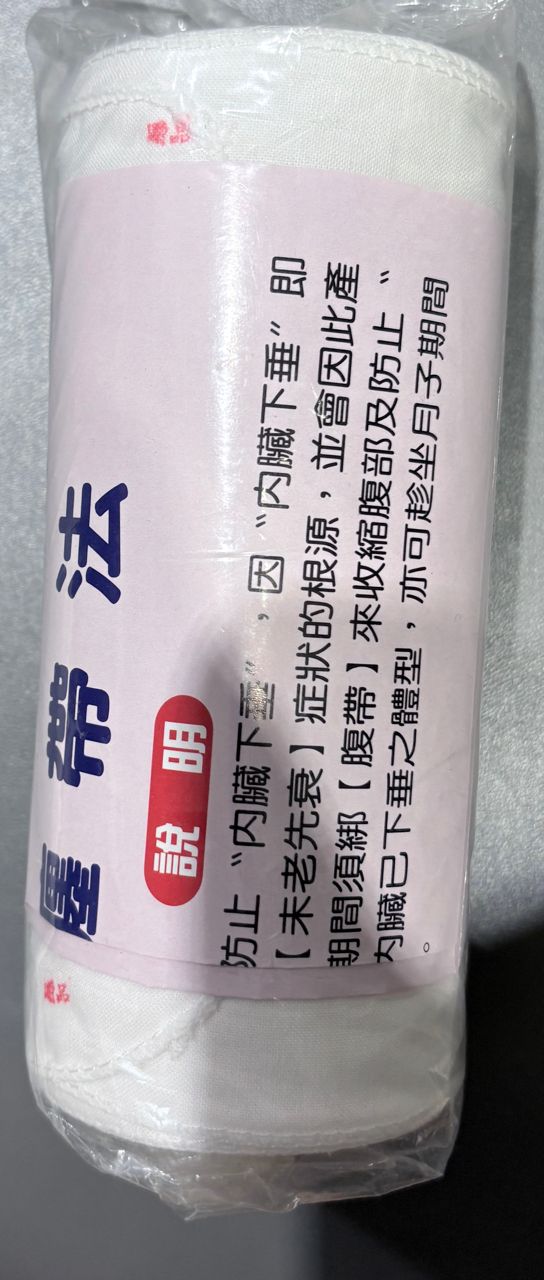 帶法
說明
防止〝內臟下垂〞，因〝內臟下垂〞即
【未老先衰】症狀的根源，並會因此產
期間須綁【腹帶】來收縮腹部及防止〝
內臟已下垂之體型，亦可趁坐月子期間
。